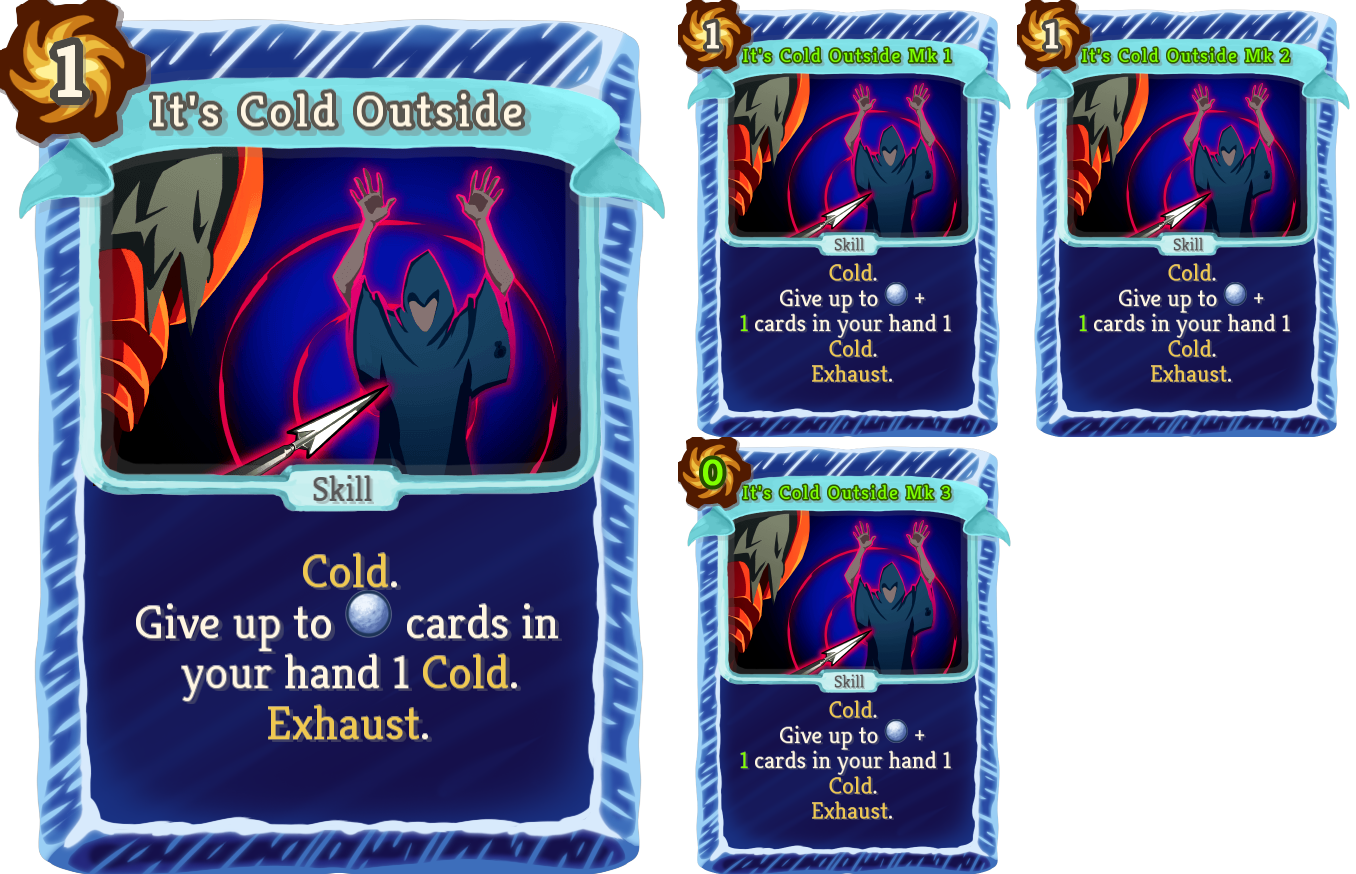 1
It's Cold Outside
Skill
Cold.
Give up to cards in
your hand 1 Cold.
Exhaust.
1
It's Cold Outside Mk 1
Skill
Cold.
Give up to +
1 cards in your hand 1
Cold.
Exhaust.
1
It's Cold Outside Mk 2
Skill
Cold.
Give up to +
1 cards in your hand 1
Cold.
Exhaust.
0
It's Cold Outside Mk 3
Skill
Cold.
Give up to +
1 cards in your hand 1
Cold.
Exhaust.